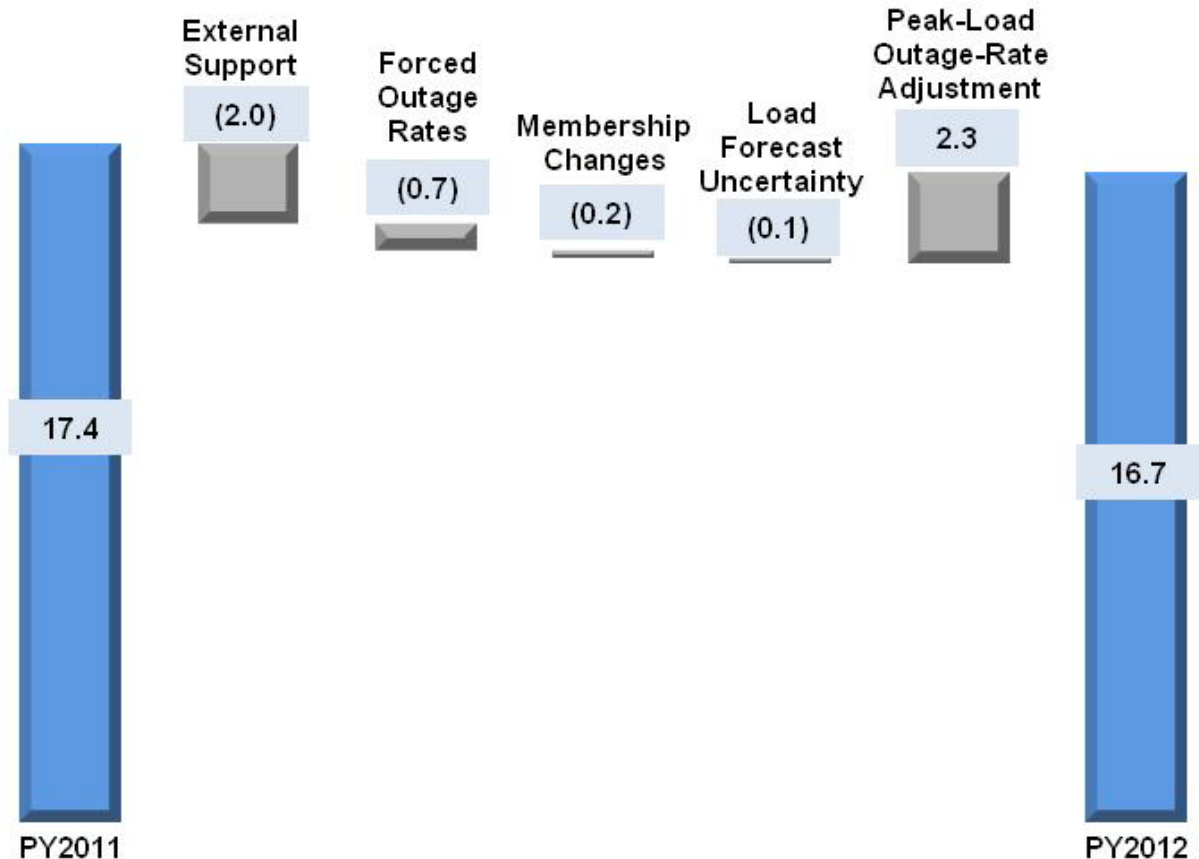 External
Support
(2.0)
Forced
Outage
Rates
(0.7)
Membership
Changes
(0.2)
Load
Forecast
Uncertainty
(0.1)
Peak-Load
Outage-Rate
Adjustment
2.3
17.4
16.7
PY2011
PY2012